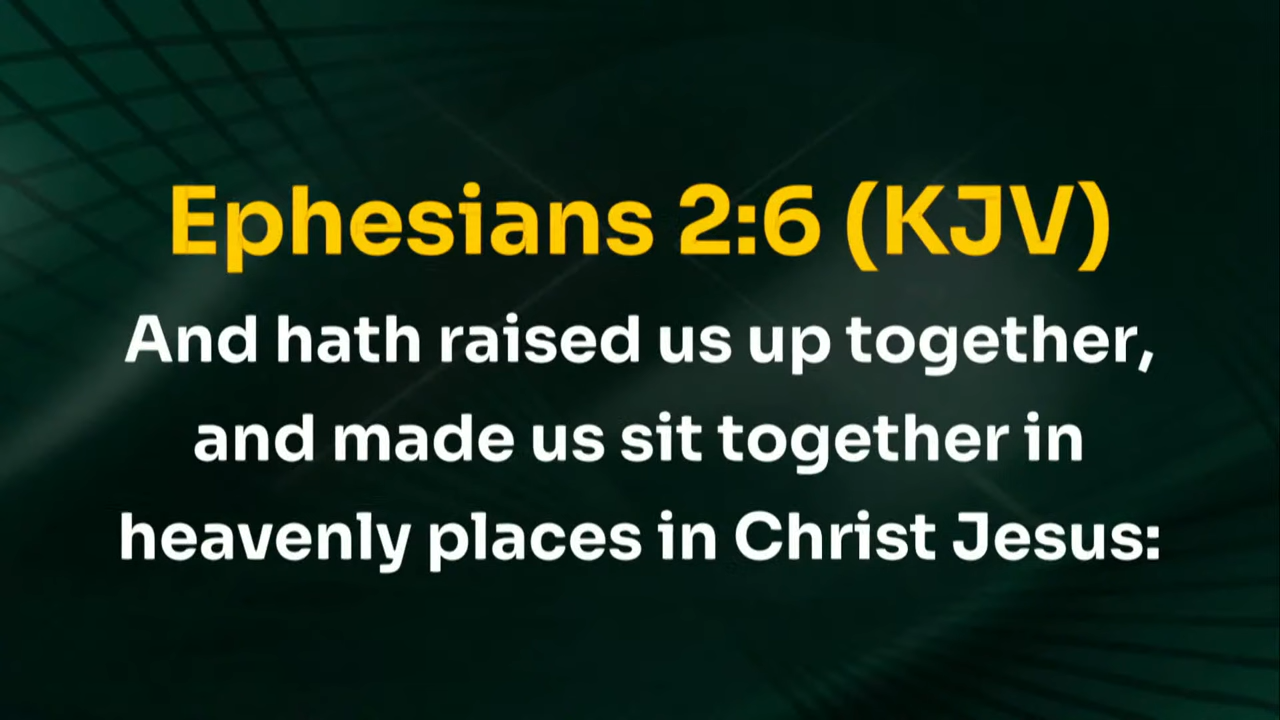 Ephesians 2:6 (KJV)
And hath raised us up together,
and made us sit together in
heavenly places in Christ Jesus: